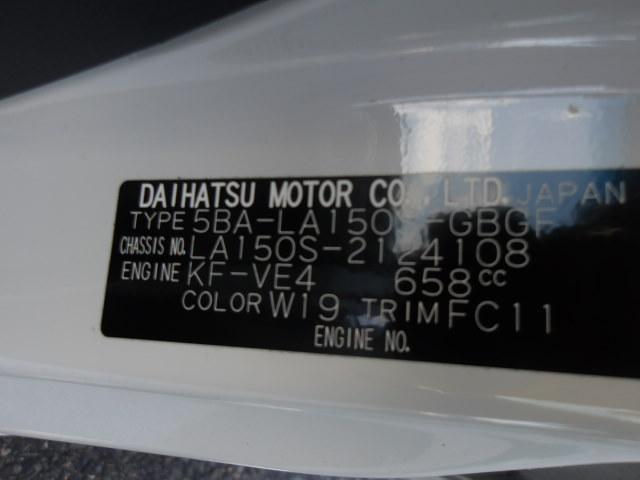 DAIHATSU MOTOR CO., LTD. JAPAN
TYPE 5BA-LA150S-GBGF
CHASSIS NO. LA150S-2124108
ENGINE KF-VE4 658cc
COLOR W19 TRIM FC11
ENGINE NO.